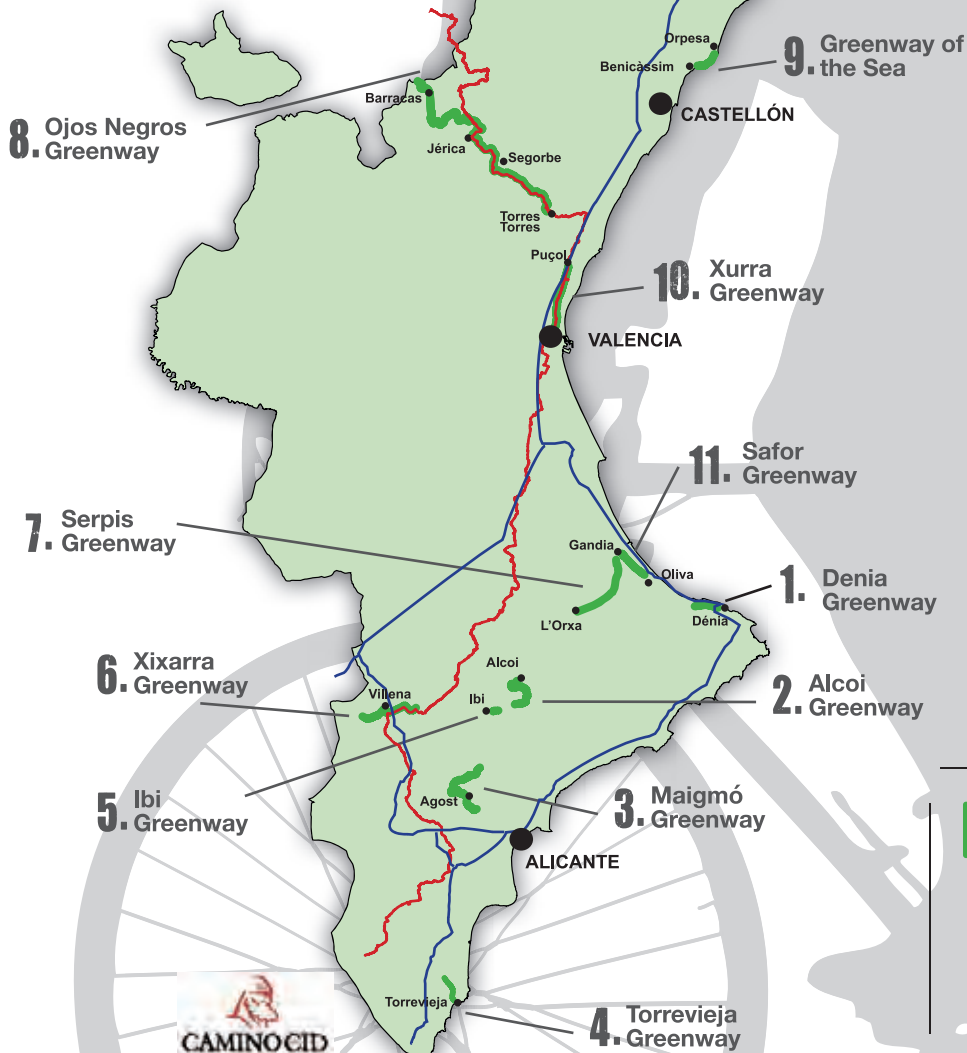 Orpesa
Benicàssim
9. Greenway of
the Sea
CASTELLÓN
Barracas
8. Ojos Negros
Greenway
Jérica
Segorbe
Torres
Torres
Puçol
10. Xurra
Greenway
VALENCIA
11. Safor
Greenway
7. Serpis
Greenway
Gandia
Oliva
1. Denia
Greenway
L'Orxa
Dénia
6. Xixarra
Greenway
Alcoi
Villena
Ibi
2. Alcoi
Greenway
5. Ibi
Greenway
Agost
3. Maigmó
Greenway
ALICANTE
Torrevieja
4. Torrevieja
Greenway
CAMINO CID